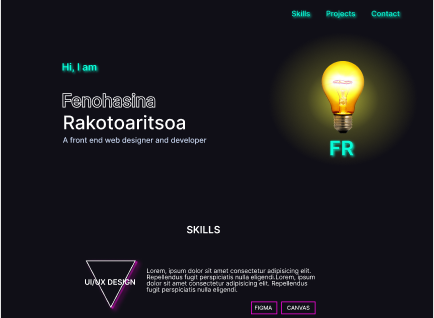 Skills Projects Contact
Hi, I am
Fenohasina
Rakotoaritsoa
A front end web designer and developer
FR
SKILLS
UI/UX DESIGN
Lorem, ipsum dolor sit amet consectetur adipisicing elit.
Repellendus fugit perspiciatis nulla eligendi.Lorem, ipsum
dolor sit amet consectetur adipisicing elit. Repellendus
fugit perspiciatis nulla eligendi.
FIGMA CANVAS